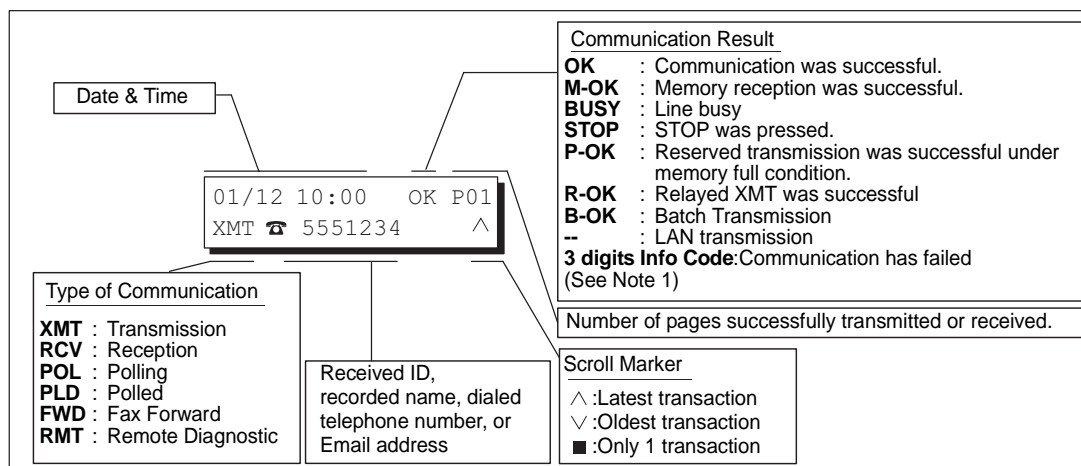 Communication Result
OK : Communication was successful.
M-OK : Memory reception was successful.
BUSY : Line busy
STOP : STOP was pressed.
P-OK : Reserved transmission was successful under
memory full condition.
R-OK : Relayed XMT was successful
B-OK : Batch Transmission
-- : LAN transmission
3 digits Info Code:Communication has failed
(See Note 1)
Date & Time
01/12 10:00 OK P01
XMT ☎ 5551234 ∧
Type of Communication
XMT : Transmission
RCV : Reception
POL : Polling
PLD : Polled
FWD : Fax Forward
RMT : Remote Diagnostic
Received ID,
recorded name, dialed
telephone number, or
Email address
Number of pages successfully transmitted or received.
Scroll Marker
∧ :Latest transaction
∨ :Oldest transaction
■ :Only 1 transaction